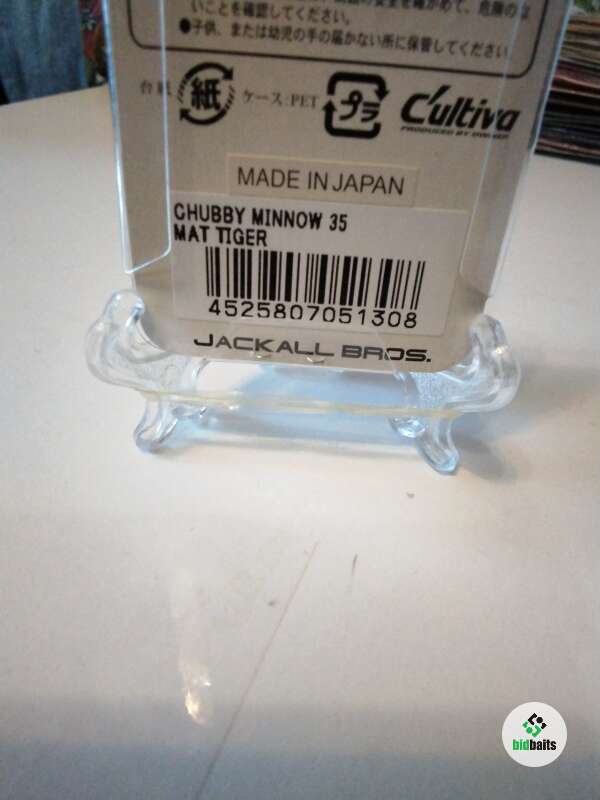 いことを確認してください。
●子供、または幼児の手の届かない所に保管してください
台紙
紙
ケース:PET
プラ
C'ultiva
PRODUCED BY OWNER
MADE IN JAPAN
CHUBBY MINNOW 35
MAT TIGER
4525807051308
JACKALL BROS.
bidbaits